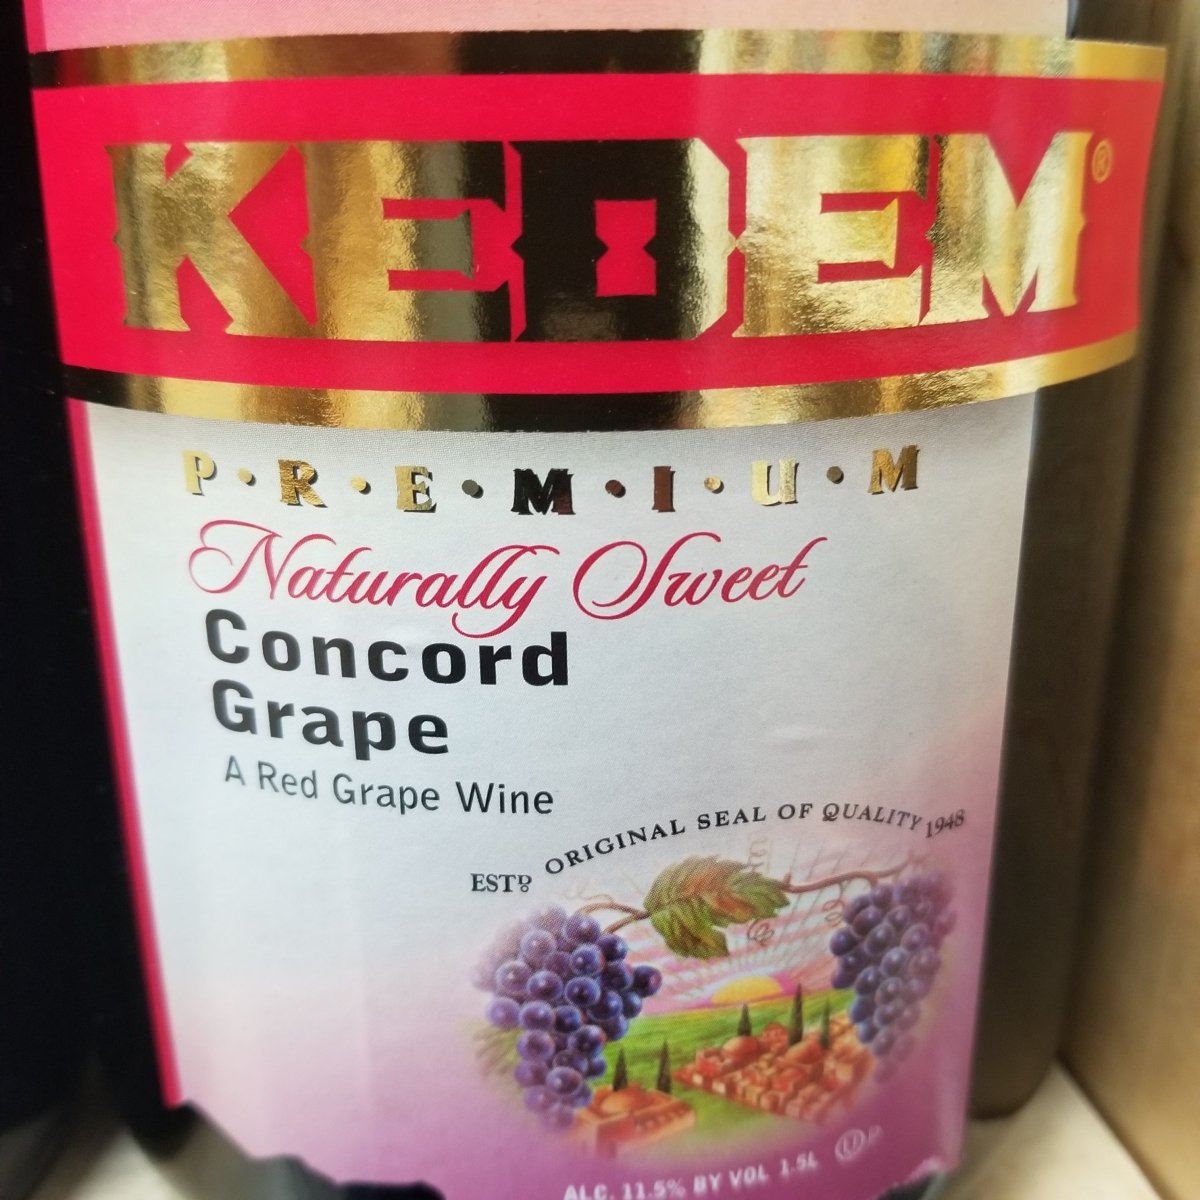 KEDEM®
P·R·E·M·I·U·M
Naturally Sweet
Concord
Grape
A Red Grape Wine
ESTD ORIGINAL SEAL OF QUALITY 1948
ALC. 11.5% BY VOL 1.5L Ⓤ P